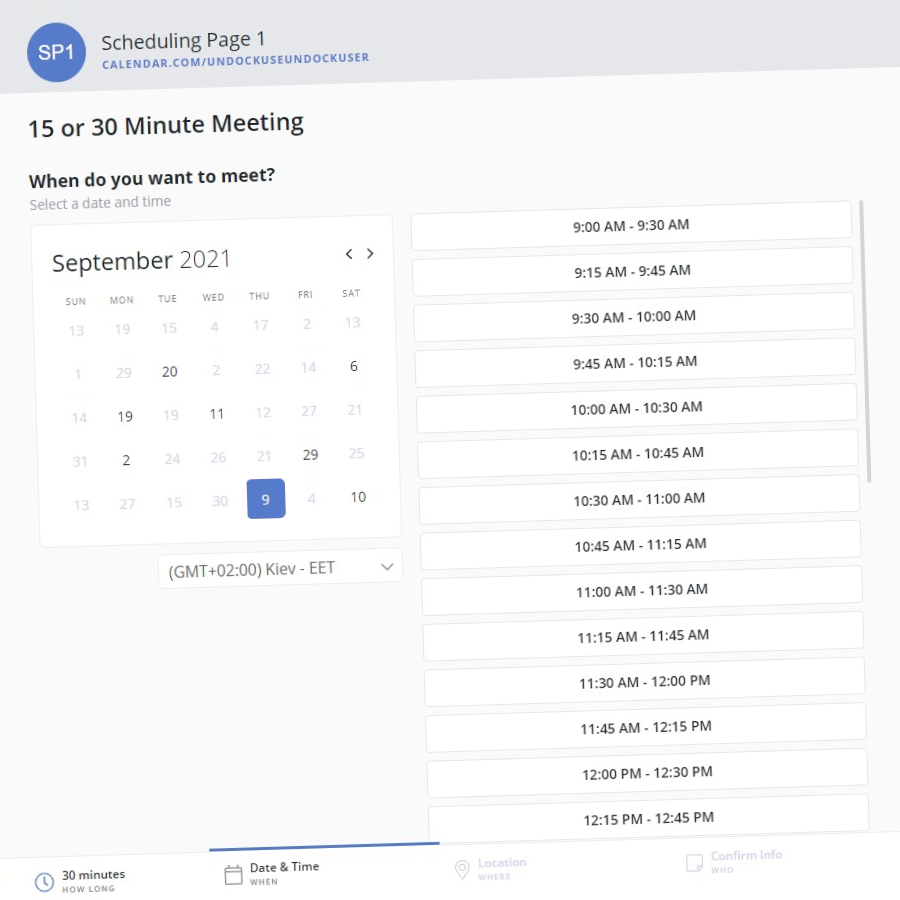 SP1
Scheduling Page 1
CALENDAR.COM/UNDOCKUSEUNDOCKUSER
15 or 30 Minute Meeting
When do you want to meet?
Select a date and time
September 2021
SUN MON TUE WED THU FRI SAT
13 19 15 4 17 2 13
1 29 20 2 22 14 6
14 19 19 11 12 27 21
31 2 24 26 21 29 25
13 27 15 30 9 4 10
(GMT+02:00) Kiev - EET
9:00 AM - 9:30 AM
9:15 AM - 9:45 AM
9:30 AM - 10:00 AM
9:45 AM - 10:15 AM
10:00 AM - 10:30 AM
10:15 AM - 10:45 AM
10:30 AM - 11:00 AM
10:45 AM - 11:15 AM
11:00 AM - 11:30 AM
11:15 AM - 11:45 AM
11:30 AM - 12:00 PM
11:45 AM - 12:15 PM
12:00 PM - 12:30 PM
12:15 PM - 12:45 PM
30 minutes
HOW LONG
Date & Time
WHEN
Location
WHERE
Confirm Info
WHO